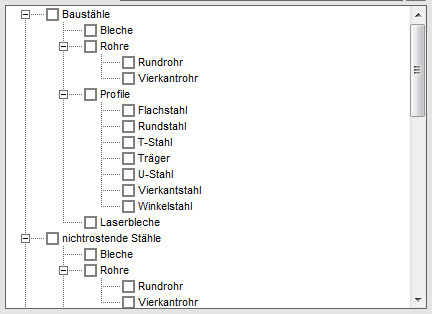 Baustähle
Bleche
Rohre
Rundrohr
Vierkantrohr
Profile
Flachstahl
Rundstahl
T-Stahl
Träger
U-Stahl
Vierkantstahl
Winkelstahl
Laserbleche
nichtrostende Stähle
Bleche
Rohre
Rundrohr
Vierkantrohr